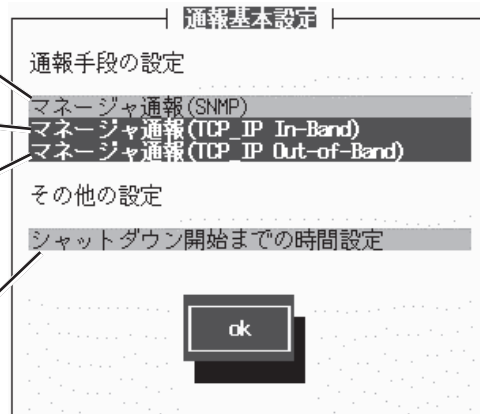 通報基本設定
通報手段の設定
マネージャ通報(SNMP)
マネージャ通報(TCP_IP In-Band)
マネージャ通報(TCP_IP Out-of-Band)
その他の設定
シャットダウン開始までの時間設定
ok